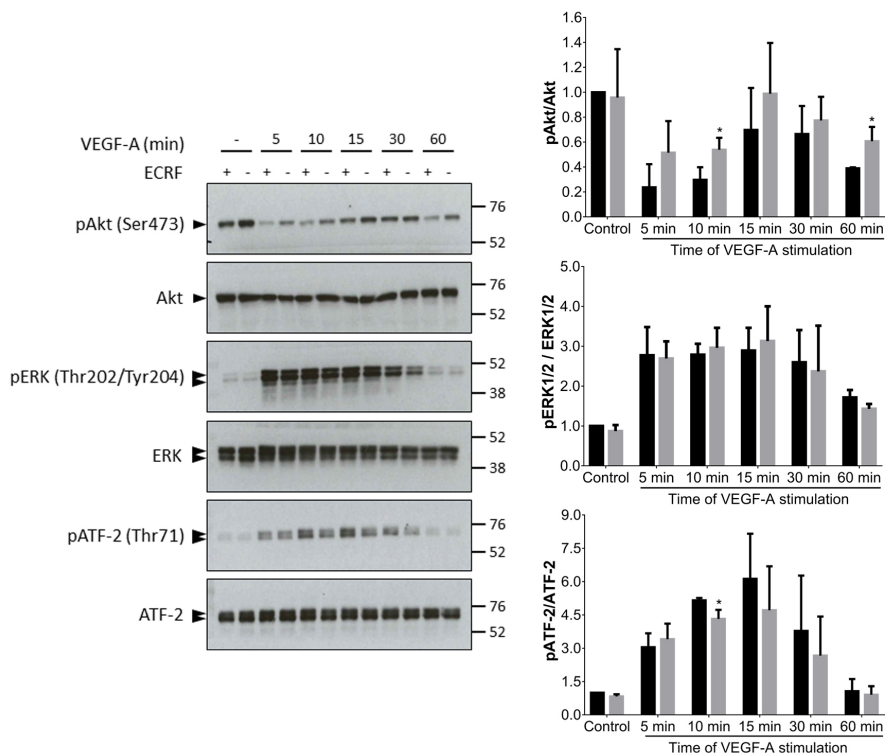 VEGF-A (min) - 5 10 15 30 60
ECRF + - + - + - + - + - + -
pAkt (Ser473)
76
52
Akt
76
52
pERK (Thr202/Tyr204)
52
38
ERK
52
38
pATF-2 (Thr71)
76
52
ATF-2
76
52
pAkt/Akt
1.6
1.4
1.2
1.0
0.8
0.6
0.4
0.2
0.0
* *
Control 5 min 10 min 15 min 30 min 60 min
Time of VEGF-A stimulation
pERK1/2 / ERK1/2
5.0
4.0
3.0
2.0
1.0
0.0
Control 5 min 10 min 15 min 30 min 60 min
Time of VEGF-A stimulation
pATF-2/ATF-2
9.0
7.5
6.0
4.5
3.0
1.5
0.0
*
Control 5 min 10 min 15 min 30 min 60 min
Time of VEGF-A stimulation